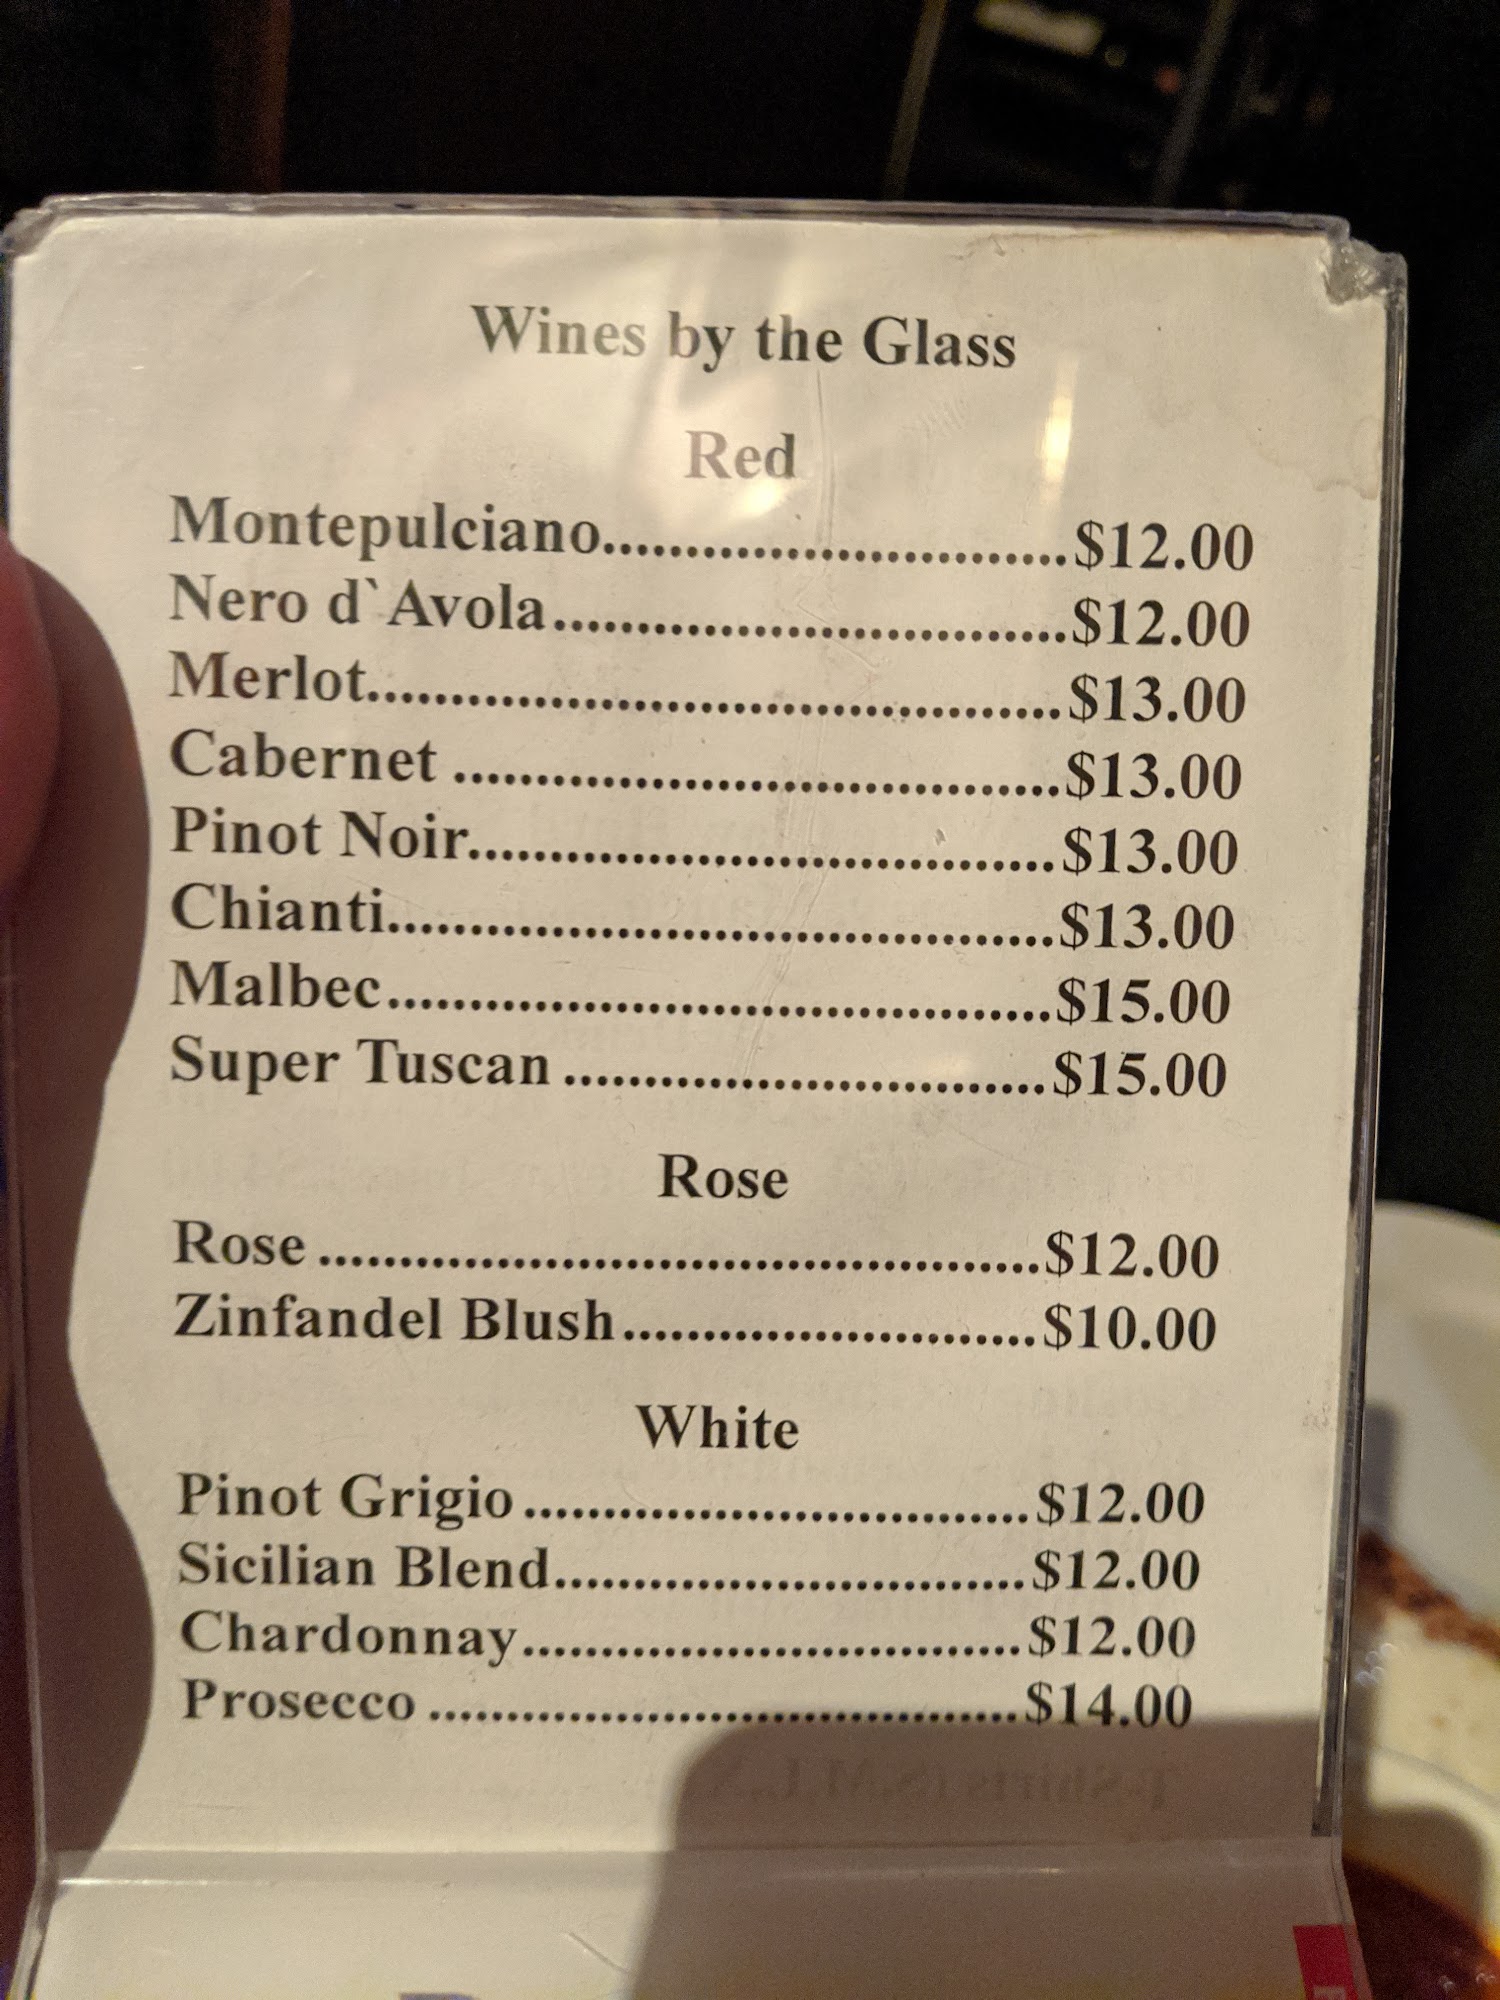 Wines by the Glass
Red
Montepulciano............................$12.00
Nero d`Avola...............................$12.00
Merlot..........................................$13.00
Cabernet .....................................$13.00
Pinot Noir....................................$13.00
Chianti.........................................$13.00
Malbec.........................................$15.00
Super Tuscan ..............................$15.00
Rose
Rose ............................................$12.00
Zinfandel Blush..........................$10.00
White
Pinot Grigio................................$12.00
Sicilian Blend..............................$12.00
Chardonnay................................$12.00
Prosecco ......................................$14.00